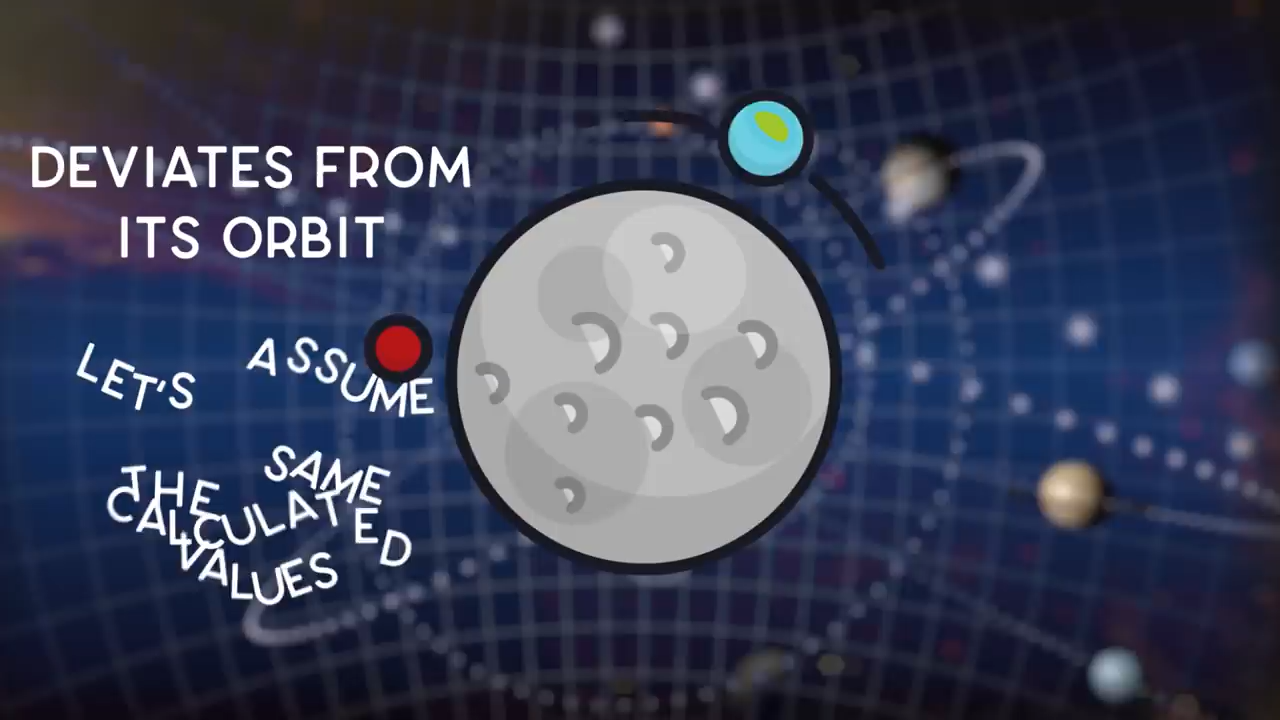 DEVIATES FROM
ITS ORBIT
LET'S ASSUME
THE SAME
CALCULATED
VALUES